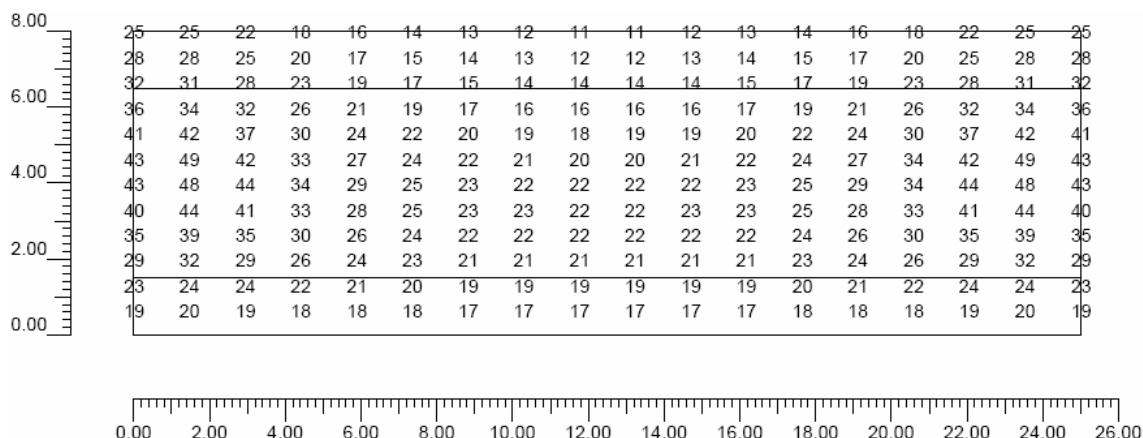 8.00
25 25 22 18 16 14 13 12 11 11 12 13 14 16 18 22 25 25
28 28 25 20 17 15 14 13 12 12 13 14 15 17 20 25 28 28
32 31 28 23 19 17 15 14 14 14 14 15 17 19 23 28 31 32
6.00 36 34 32 26 21 19 17 16 16 16 16 17 19 21 26 32 34 36
41 42 37 30 24 22 20 19 18 19 19 20 22 24 30 37 42 41
43 49 42 33 27 24 22 21 20 20 21 22 24 27 34 42 49 43
4.00 43 48 44 34 29 25 23 22 22 22 22 23 25 29 34 44 48 43
40 44 41 33 28 25 23 23 22 22 23 23 25 28 33 41 44 40
35 39 35 30 26 24 22 22 22 22 22 22 24 26 30 35 39 35
2.00 29 32 29 26 24 23 21 21 21 21 21 21 23 24 26 29 32 29
23 24 24 22 21 20 19 19 19 19 19 19 20 21 22 24 24 23
19 20 19 18 18 18 17 17 17 17 17 17 18 18 18 19 20 19
0.00
0.00 2.00 4.00 6.00 8.00 10.00 12.00 14.00 16.00 18.00 20.00 22.00 24.00 26.00